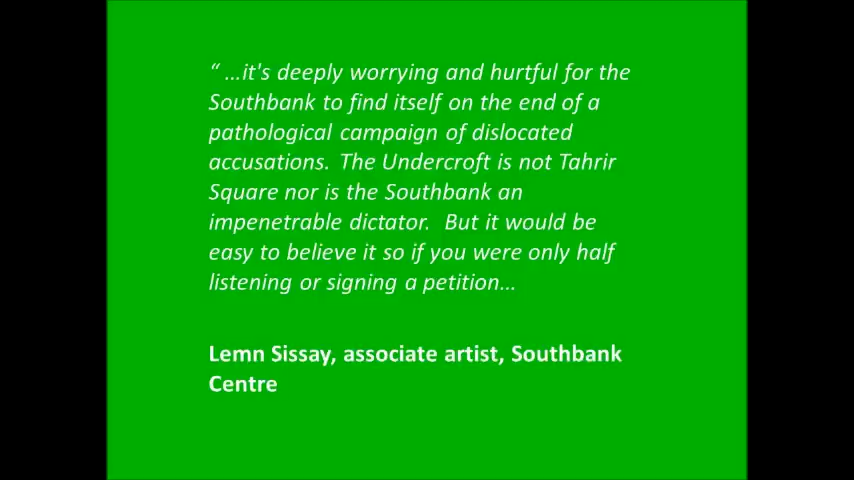 “ …it's deeply worrying and hurtful for the
Southbank to find itself on the end of a
pathological campaign of dislocated
accusations.  The Undercroft is not Tahrir
Square nor is the Southbank an
impenetrable dictator.  But it would be
easy to believe it so if you were only half
listening or signing a petition…
Lemn Sissay, associate artist, Southbank
Centre